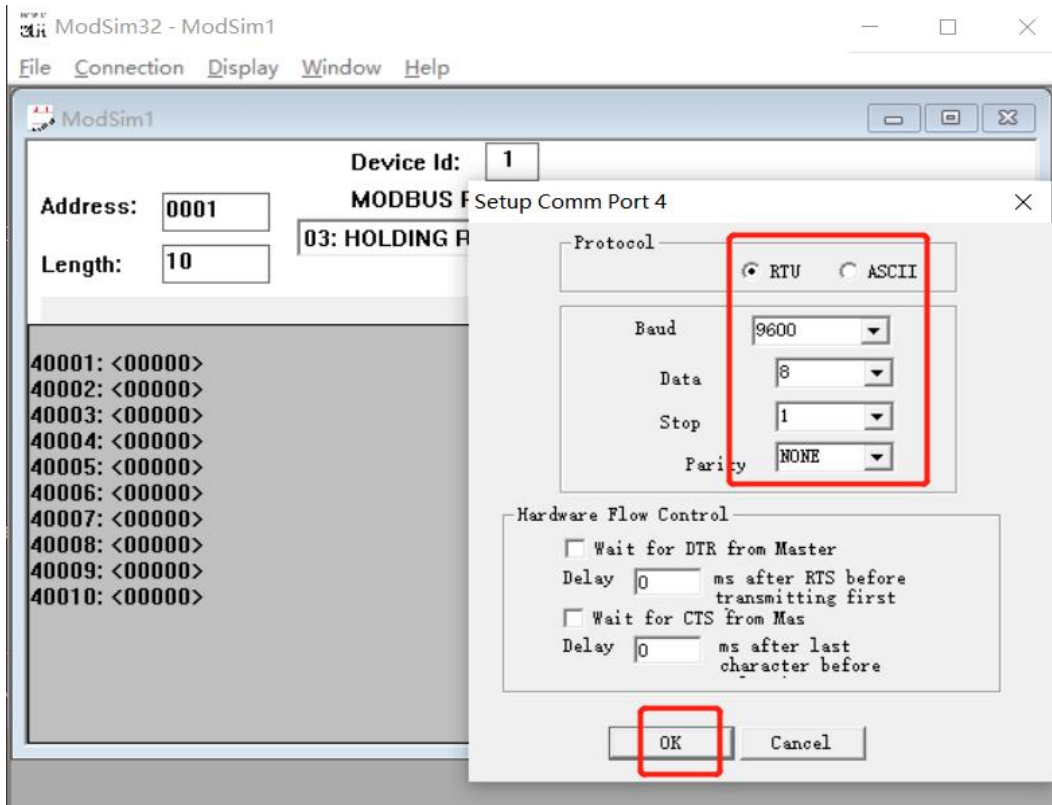 ModSim32 - ModSim1
File Connection Display Window Help
ModSim1
Device Id: 1
Address: 0001
MODBUS
03: HOLDING
Length: 10
40001: <00000>
40002: <00000>
40003: <00000>
40004: <00000>
40005: <00000>
40006: <00000>
40007: <00000>
40008: <00000>
40009: <00000>
40010: <00000>
Setup Comm Port 4
Protocol
RTU ASCII
Baud 9600
Data 8
Stop 1
Parity NONE
Hardware Flow Control
Wait for DTR from Master
Delay 0 ms after RTS before
transmitting first
Wait for CTS from Mas
Delay 0 ms after last
character before
OK Cancel